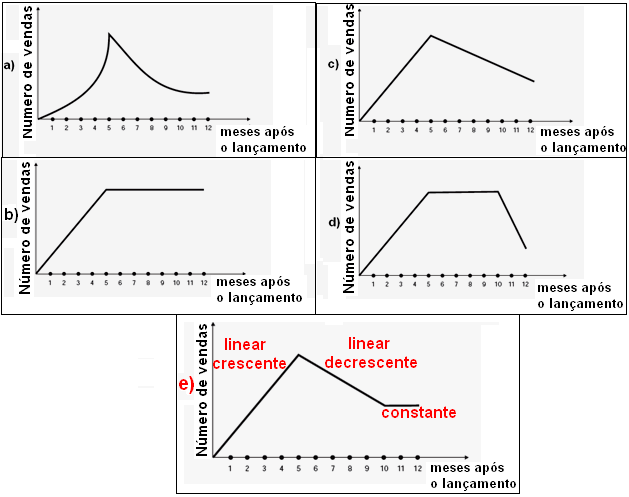 a)
Número de vendas
1 2 3 4 5 6 7 8 9 10 11 12
meses após
o lançamento
c)
Número de vendas
1 2 3 4 5 6 7 8 9 10 11 12
meses após
o lançamento
b)
Número de vendas
1 2 3 4 5 6 7 8 9 10 11 12
meses após
o lançamento
d)
Número de vendas
1 2 3 4 5 6 7 8 9 10 11 12
meses após
o lançamento
e)
Número de vendas
linear
crescente
linear
decrescente
constante
1 2 3 4 5 6 7 8 9 10 11 12
meses após
o lançamento